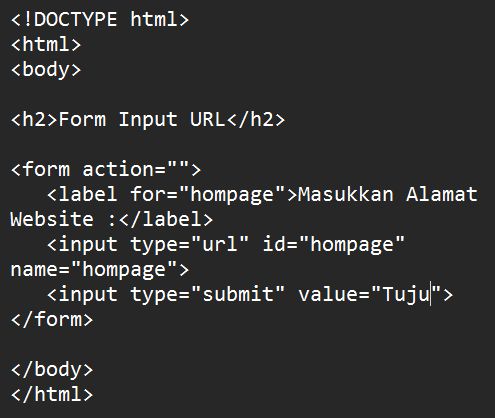 <!DOCTYPE html>
<html>
<body>
<h2>Form Input URL</h2>
<form action="">
<label for="hompage">Masukkan Alamat
Website :</label>
<input type="url" id="hompage"
name="hompage">
<input type="submit" value="Tuju">
</form>
</body>
</html>